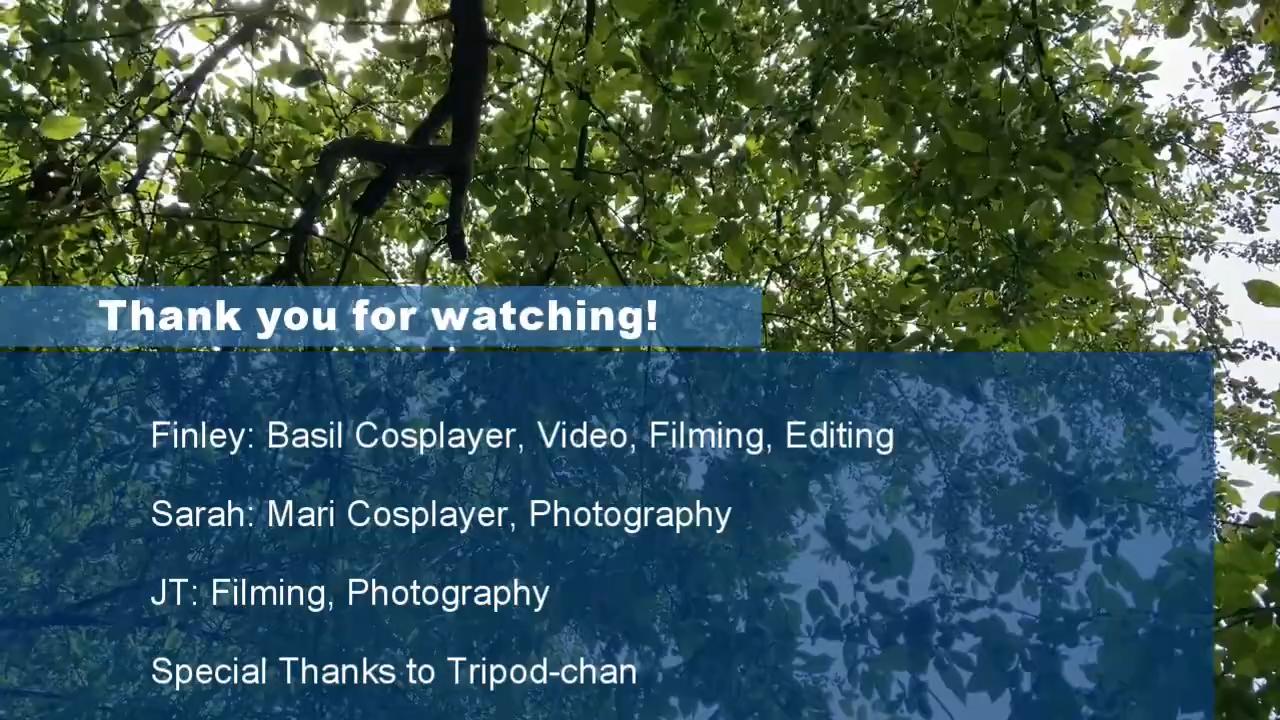 Thank you for watching!
Finley: Basil Cosplayer, Video, Filming, Editing
Sarah: Mari Cosplayer, Photography
JT: Filming, Photography
Special Thanks to Tripod-chan